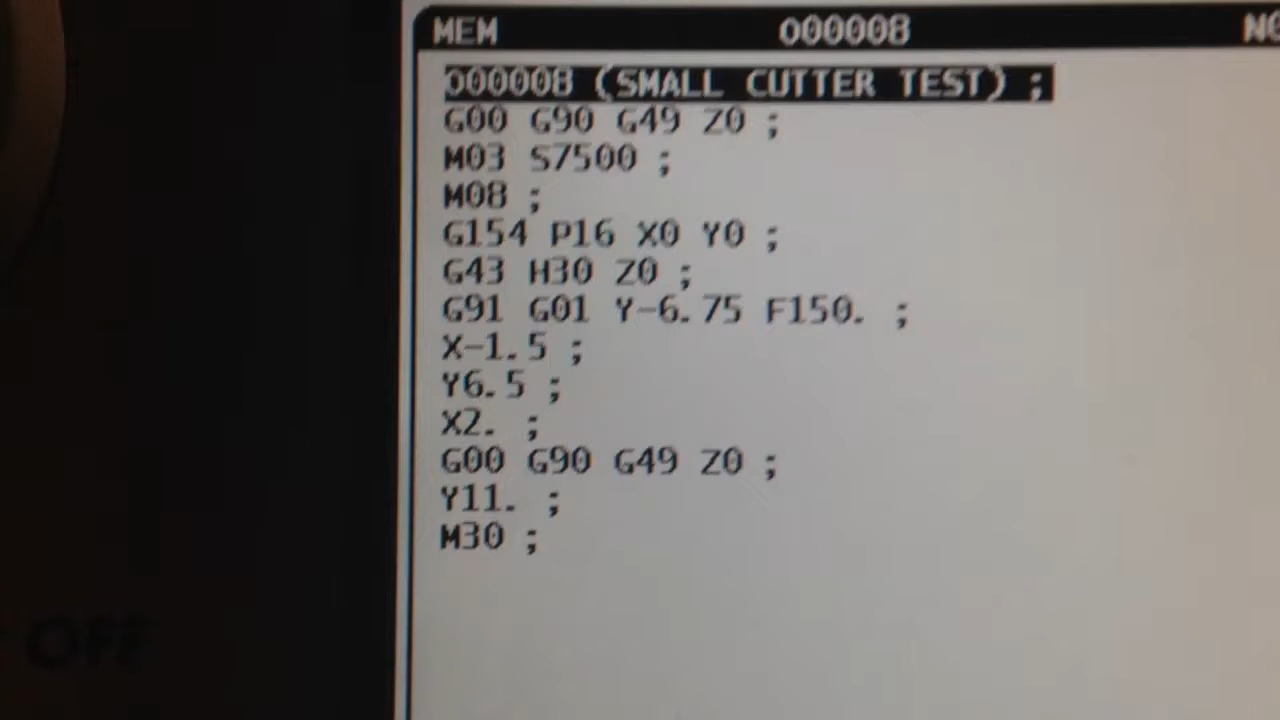 MEM O00008
O00008 (SMALL CUTTER TEST) ;
G00 G90 G49 Z0 ;
M03 S7500 ;
M08 ;
G154 P16 X0 Y0 ;
G43 H30 Z0 ;
G91 G01 Y-6.75 F150. ;
X-1.5 ;
Y6.5 ;
X2. ;
G00 G90 G49 Z0 ;
Y11. ;
M30 ;
OFF